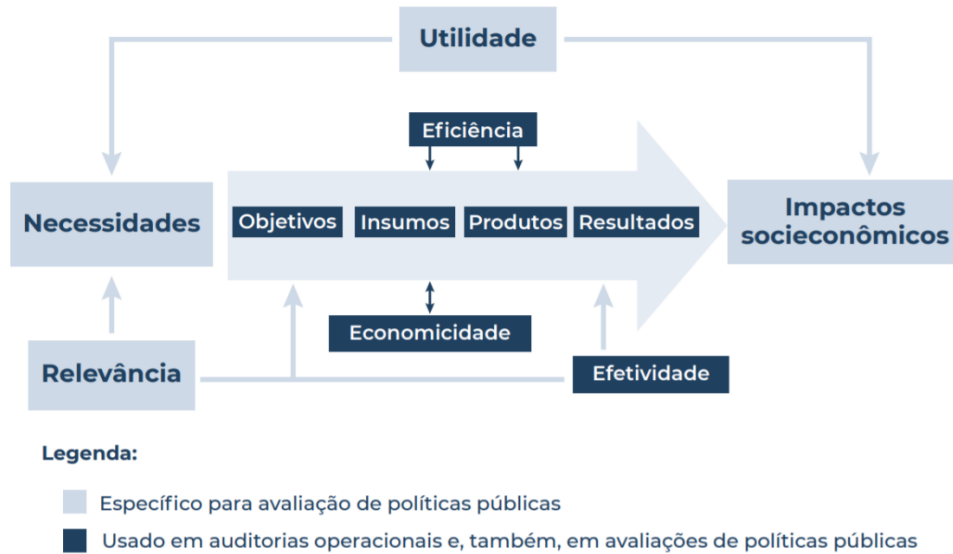 Utilidade
Eficiência
Necessidades
Objetivos
Insumos
Produtos
Resultados
Impactos
socieconômicos
Economicidade
Relevância
Efetividade
Legenda:
Específico para avaliação de políticas públicas
Usado em auditorias operacionais e, também, em avaliações de políticas públicas